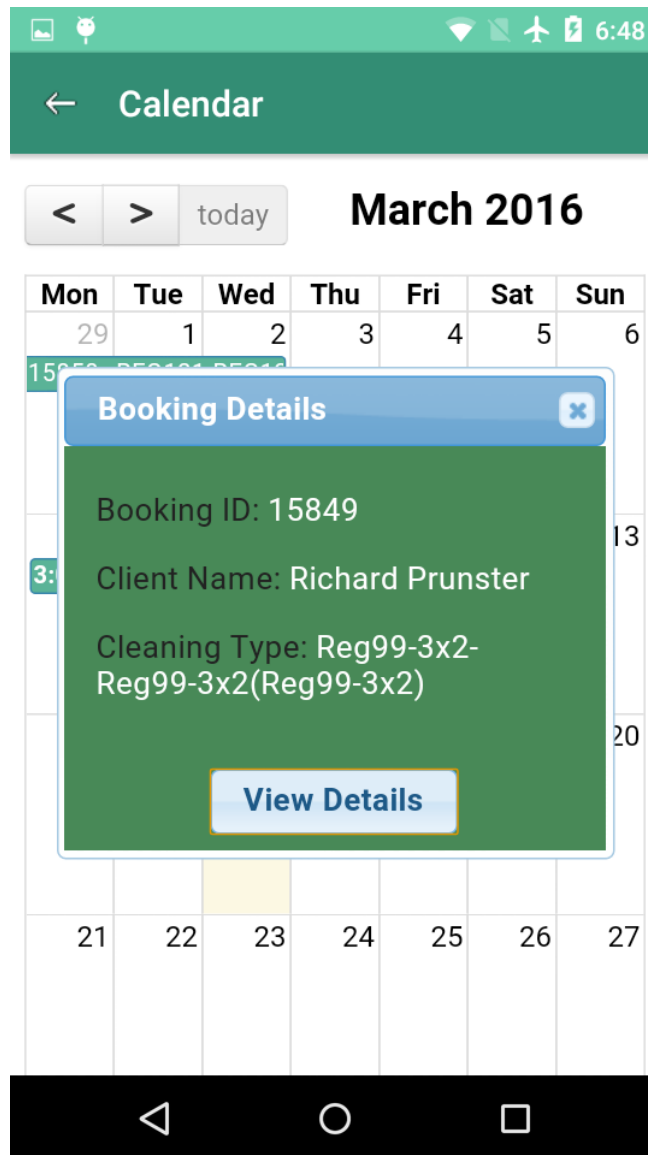 6:48
Calendar
< > today March 2016
Mon Tue Wed Thu Fri Sat Sun
29 1 2 3 4 5 6
Booking Details
Booking ID: 15849
13
Client Name: Richard Prunster
Cleaning Type: Reg99-3x2-
Reg99-3x2(Reg99-3x2)
20
View Details
21 22 23 24 25 26 27